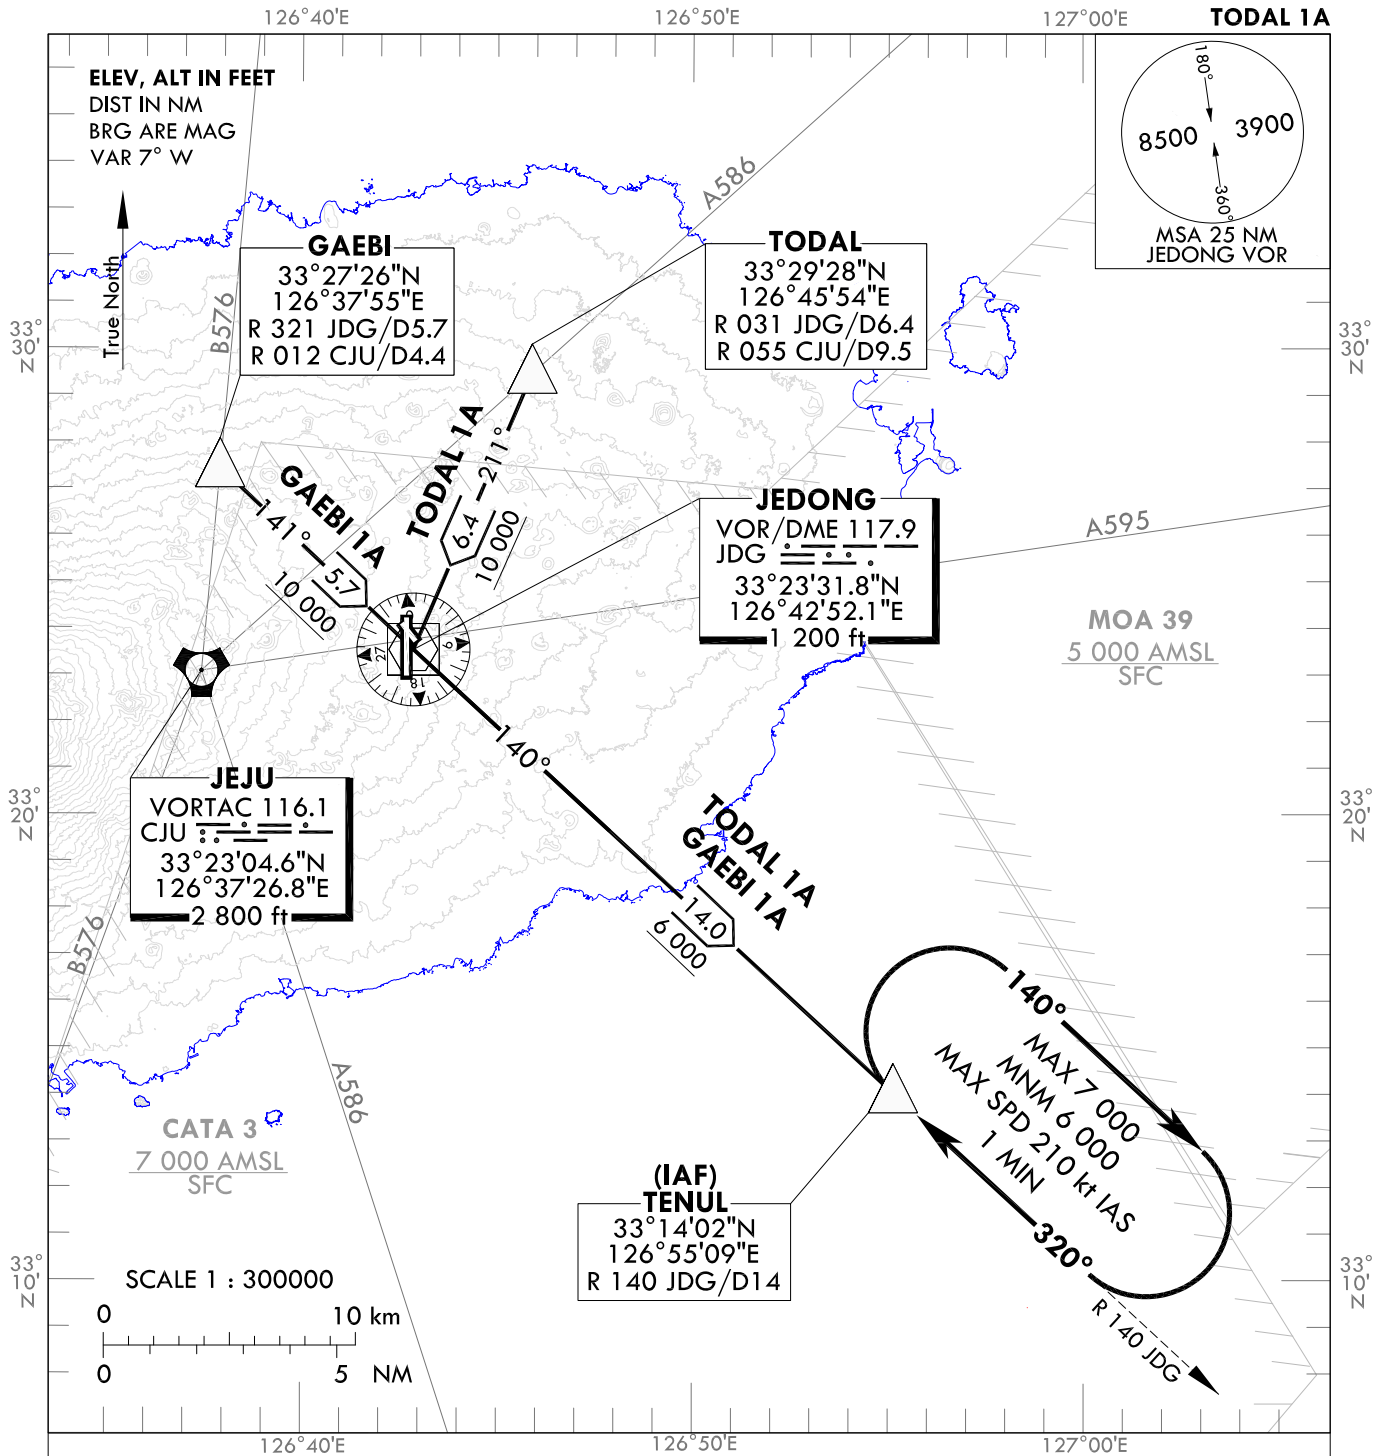 126°40'E
126°50'E
127°00'E
TODAL 1A
ELEV, ALT IN FEET
DIST IN NM
BRG ARE MAG
VAR 7° W
True North
180°
8500
3900
360°
MSA 25 NM
JEDONG VOR
A586
B576
GAEBI
33°27'26"N
126°37'55"E
R 321 JDG/D5.7
R 012 CJU/D4.4
TODAL
33°29'28"N
126°45'54"E
R 031 JDG/D6.4
R 055 CJU/D9.5
33°
30'
N
33°
30'
N
TODAL 1A
211°
6.4
10 000
GAEBI 1A
141°
5.7
10 000
JEDONG
VOR/DME 117.9
JDG
33°23'31.8"N
126°42'52.1"E
1 200 ft
A595
MOA 39
5 000 AMSL
SFC
27
9
18
140°
JEJU
VORTAC 116.1
CJU
33°23'04.6"N
126°37'26.8"E
2 800 ft
33°
20'
N
33°
20'
N
TODAL 1A
GAEBI 1A
14.0
6 000
B576
A586
140°
MAX 7 000
MNM 6 000
MAX SPD 210 kt IAS
1 MIN
320°
CATA 3
7 000 AMSL
SFC
(IAF)
TENUL
33°14'02"N
126°55'09"E
R 140 JDG/D14
R 140 JDG
33°
10'
N
33°
10'
N
SCALE 1 : 300000
0
10 km
0
5
NM
126°40'E
126°50'E
127°00'E